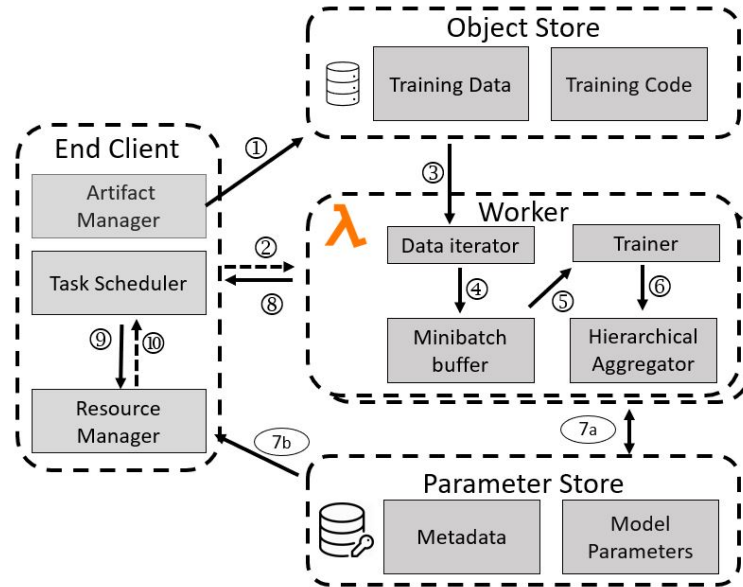 Object Store
Training Data
Training Code
End Client
①
Artifact
Manager
③
Worker
λ
②
Data iterator
Trainer
Task Scheduler
④
⑤
⑥
⑧
⑨
⑩
Minibatch
buffer
Hierarchical
Aggregator
Resource
Manager
7b
7a
Parameter Store
Metadata
Model
Parameters